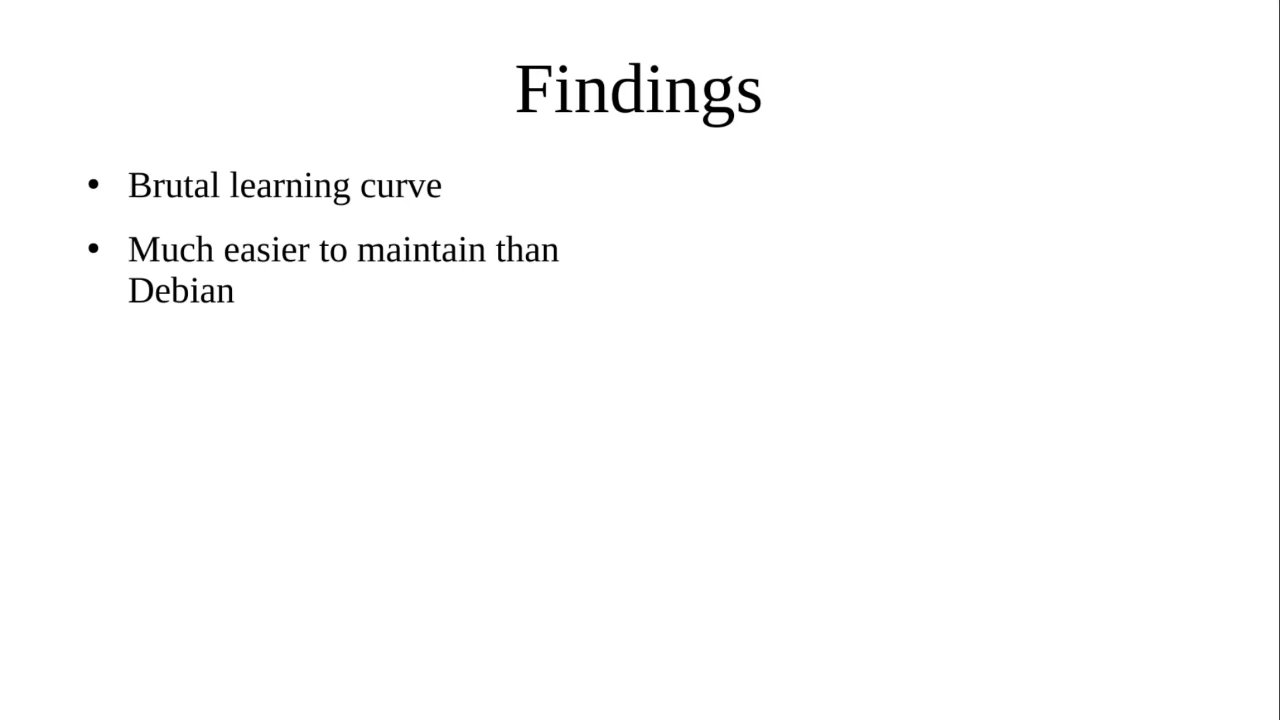 Findings
• Brutal learning curve
• Much easier to maintain than
Debian